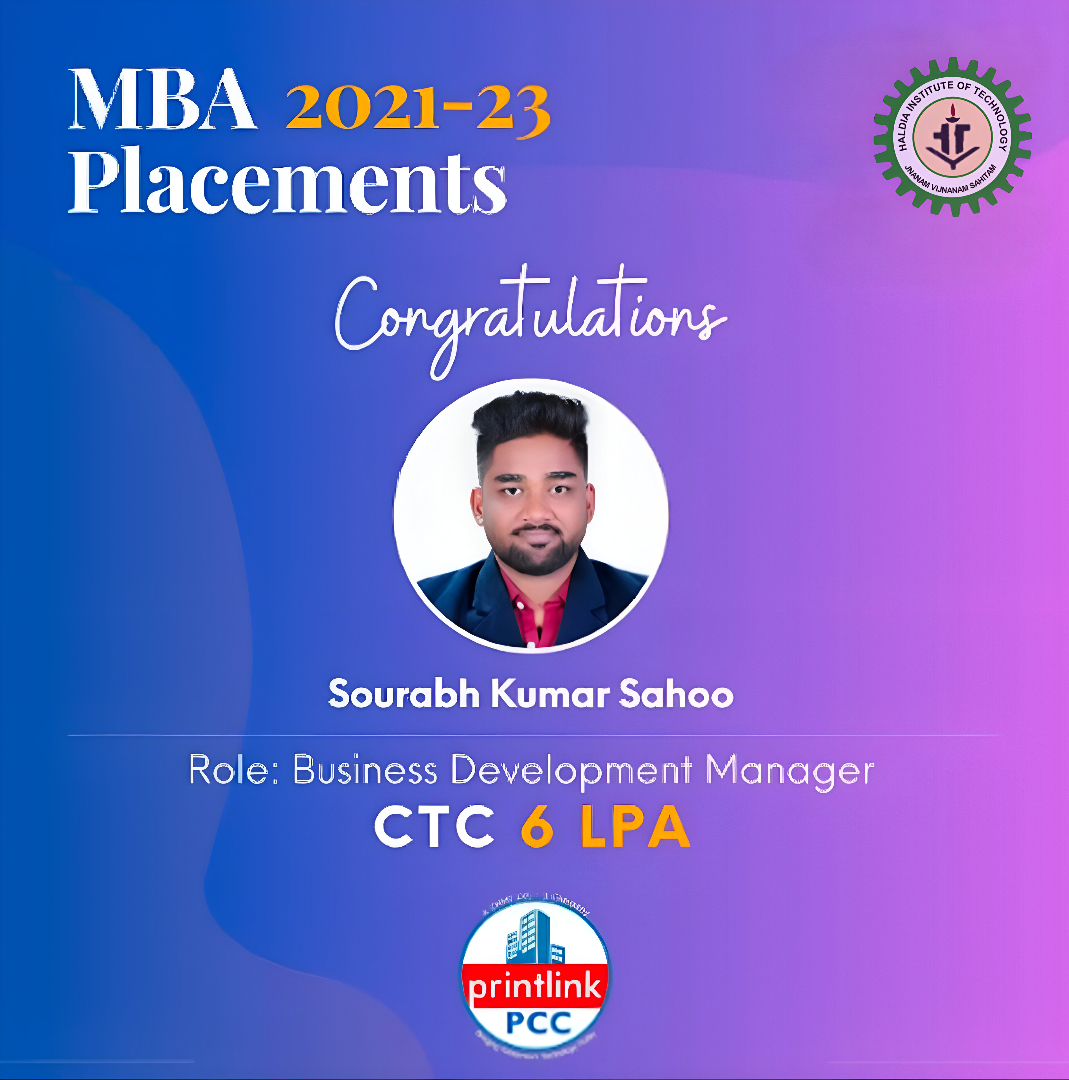 MBA 2021-23
Placements
HALDIA INSTITUTE OF TECHNOLOGY
JNANAM VIJNANAM SAHITAM
Congratulations
Sourabh Kumar Sahoo
Role: Business Development Manager
CTC 6 LPA
printlink
PCC